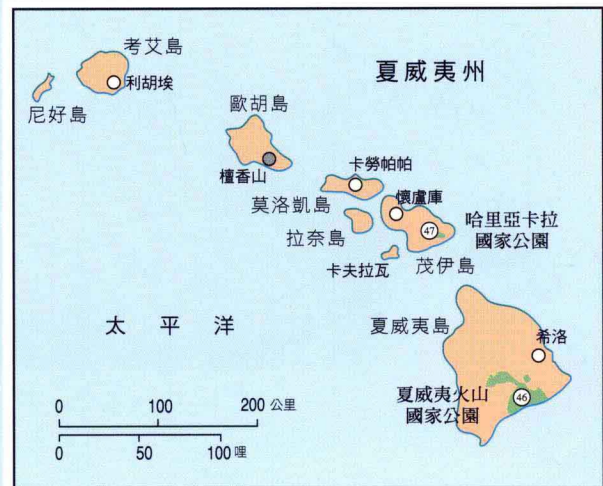 考艾島
夏威夷州
利胡埃
尼好島
歐胡島
檀香山
卡勞帕帕
莫洛凱島
懷盧庫
拉奈島
47
哈里亞卡拉
國家公園
卡夫拉瓦
茂伊島
太平洋
夏威夷島
希洛
夏威夷火山
國家公園
46
0 100 200 公里
0 50 100 哩